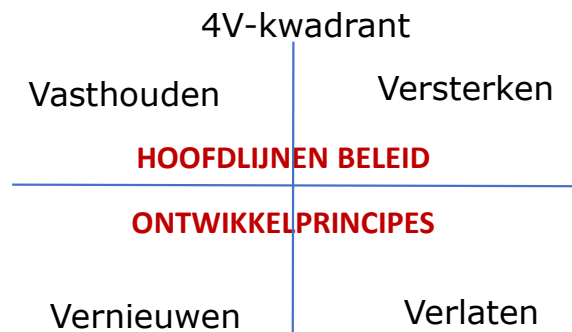 4V-kwadrant
Vasthouden
Versterken
HOOFDLIJNEN BELEID
ONTWIKKELPRINCIPES
Vernieuwen
Verlaten